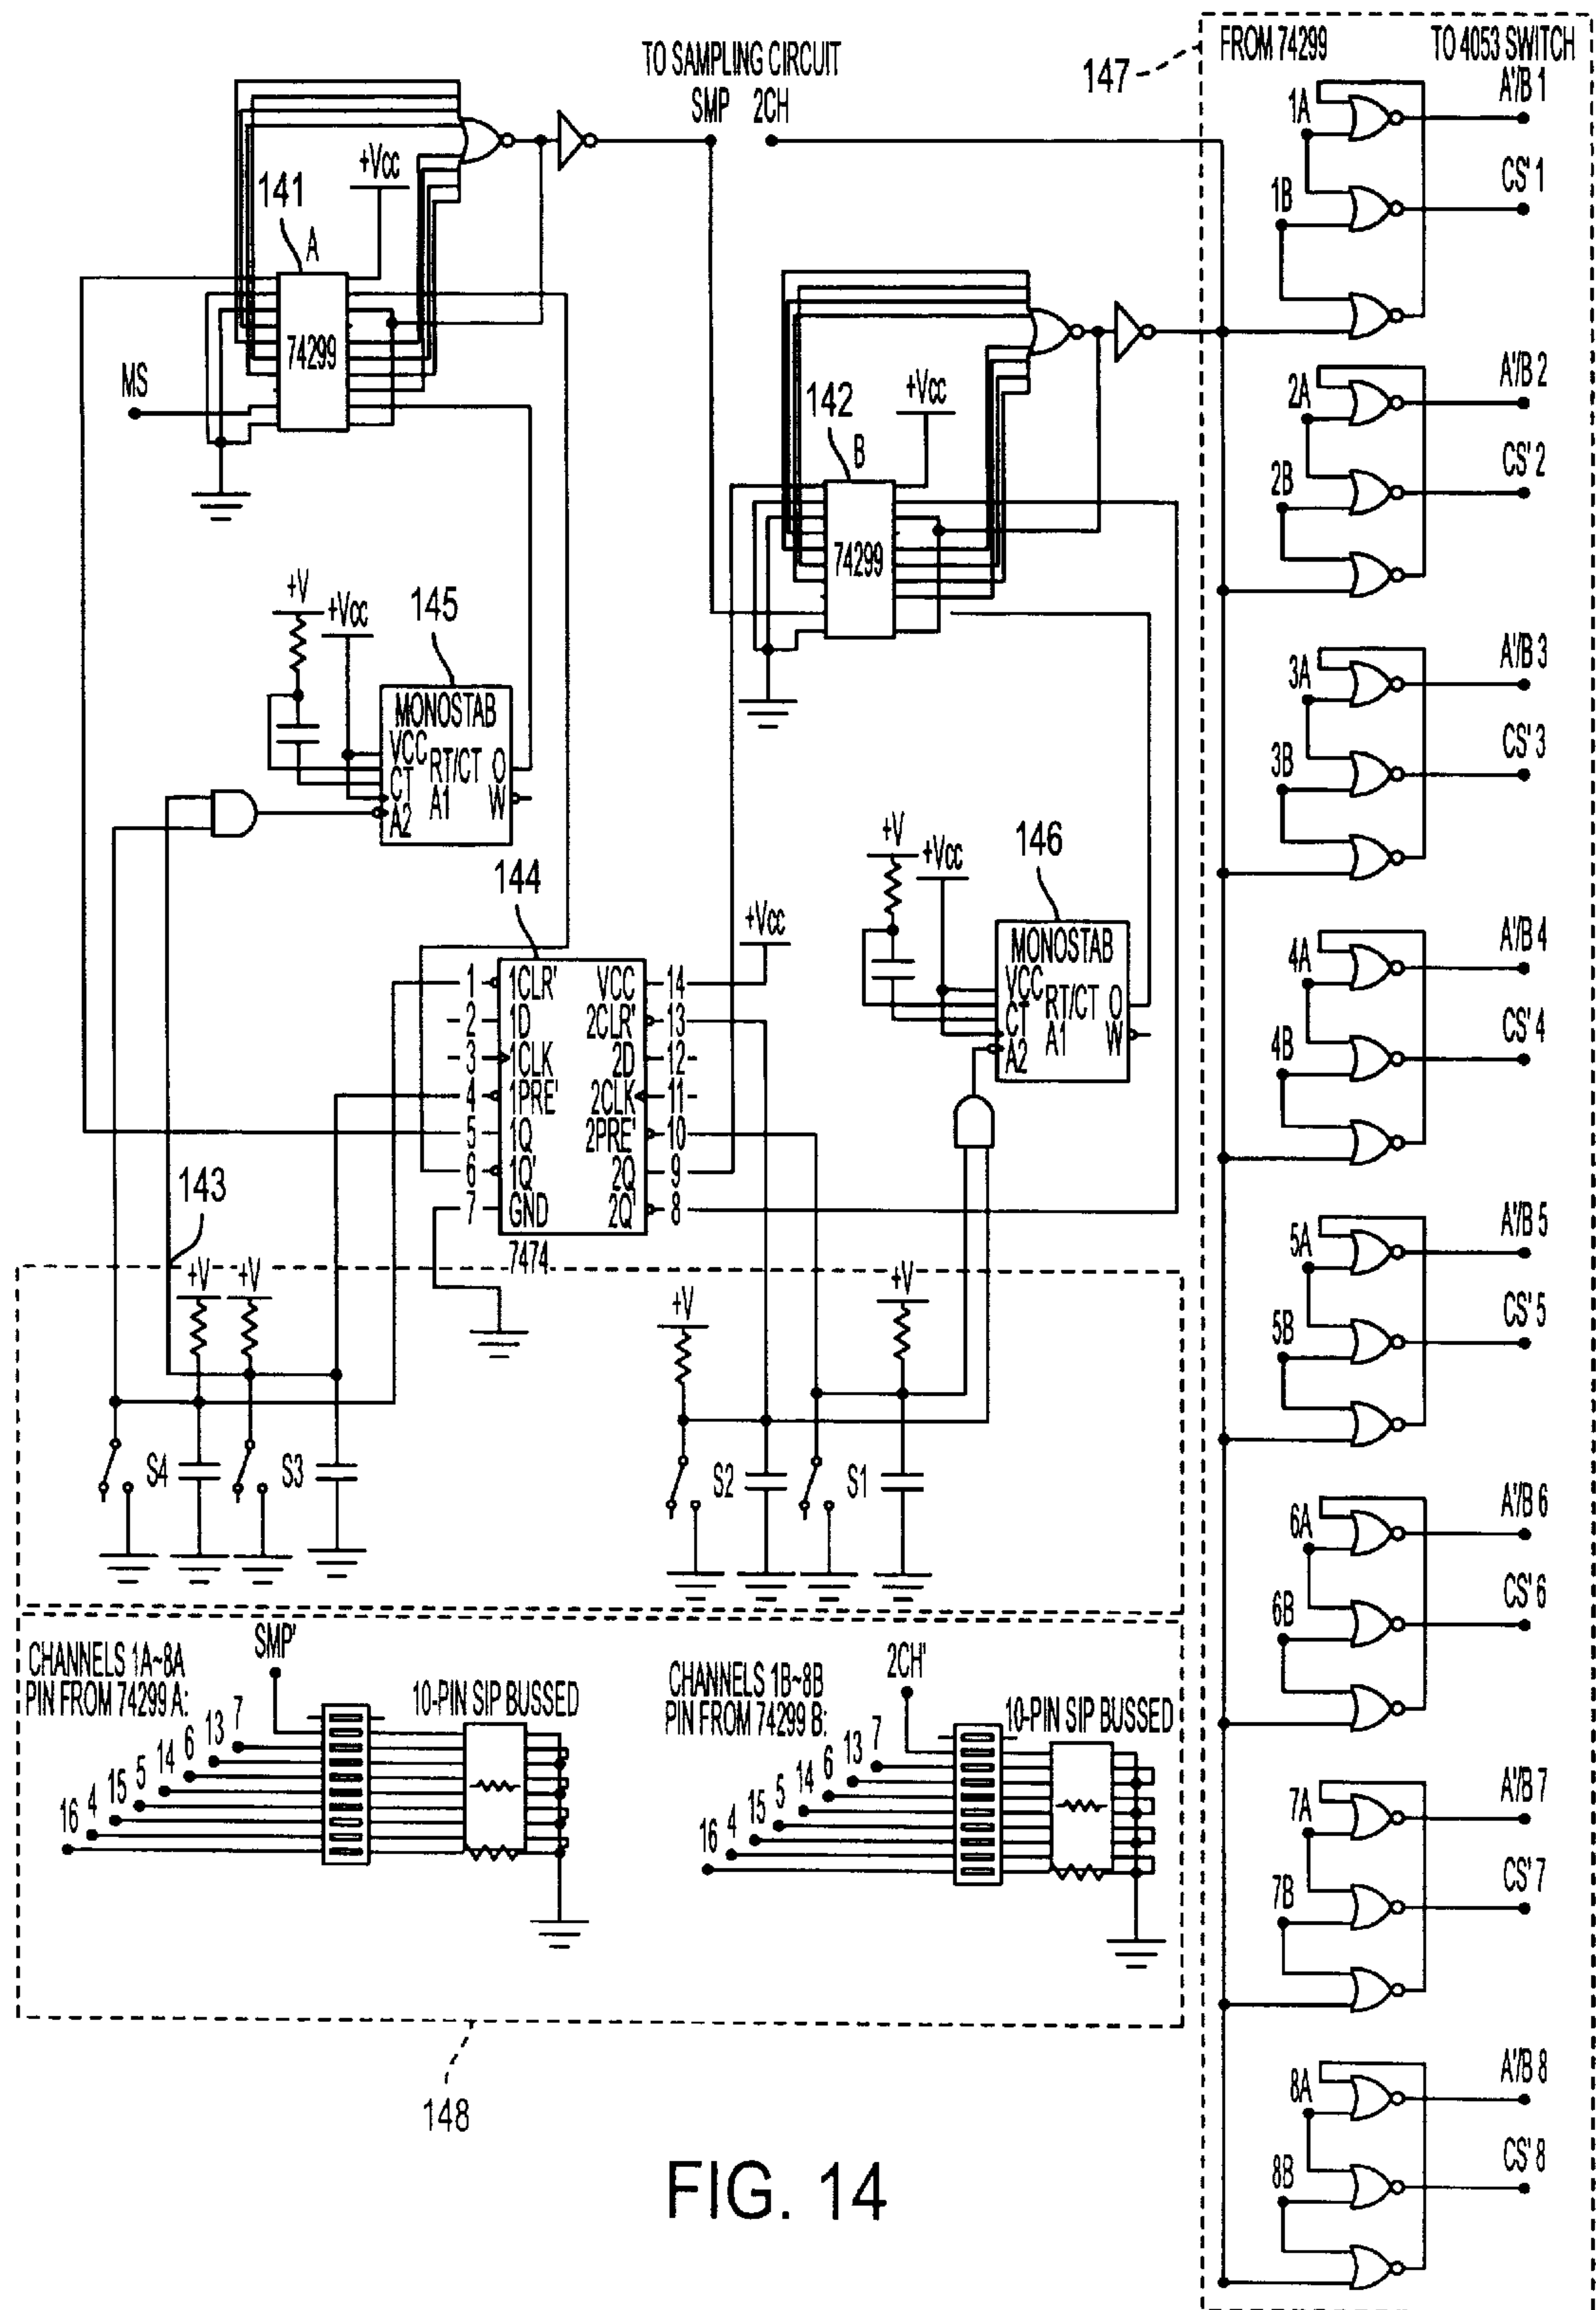 TO SAMPLING CIRCUIT
SMP 2CH
147
FROM 74299 TO 4053 SWITCH
141
A
+Vcc
74299
MS
142
B
+Vcc
74299
1A
A'/B 1
1B
CS' 1
2A
A'/B 2
2B
CS' 2
3A
A'/B 3
3B
CS' 3
4A
A'/B 4
4B
CS' 4
5A
A'/B 5
5B
CS' 5
6A
A'/B 6
6B
CS' 6
7A
A'/B 7
7B
CS' 7
8A
A'/B 8
8B
CS' 8
+V
+Vcc
145
MONOSTAB
VCC
RT/CT O
CT
A1 W
A2
+V
+Vcc
146
MONOSTAB
VCC
RT/CT O
CT
A1 W
A2
144
+Vcc
1 1CLR' VCC 14
2 1D 2CLR' 13
3 1CLK 2D 12
4 1PRE' 2CLK 11
5 1Q 2PRE' 10
6 1Q' 2Q 9
7 GND 2Q' 8
7474
143
+V +V
+V
+V
S4
S3
S2
S1
SMP'
CHANNELS 1A~8A
PIN FROM 74299 A:
10-PIN SIP BUSSED
16 4 15 5 14 6 13 7
2CH'
CHANNELS 1B~8B
PIN FROM 74299 B:
10-PIN SIP BUSSED
16 4 15 5 14 6 13 7
148
FIG. 14